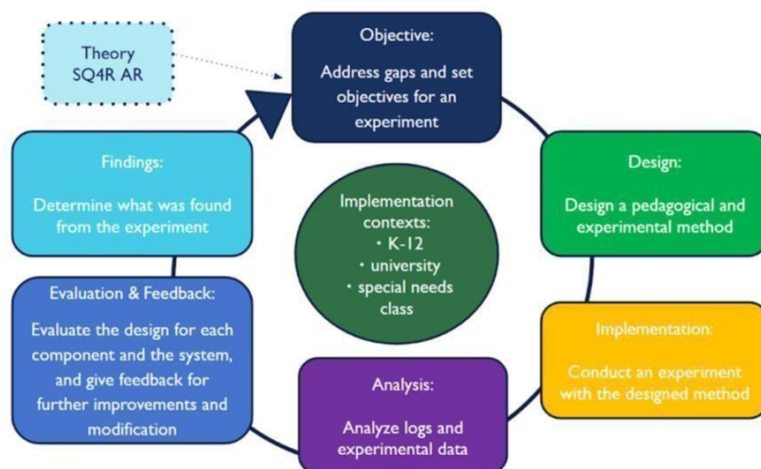 Theory
SQ4R AR
Objective:
Address gaps and set
objectives for an
experiment
Design:
Design a pedagogical and
experimental method
Implementation:
Conduct an experiment
with the designed method
Analysis:
Analyze logs and
experimental data
Evaluation & Feedback:
Evaluate the design for each
component and the system,
and give feedback for
further improvements and
modification
Findings:
Determine what was found
from the experiment
Implementation
contexts:
• K-12
• university
• special needs
class